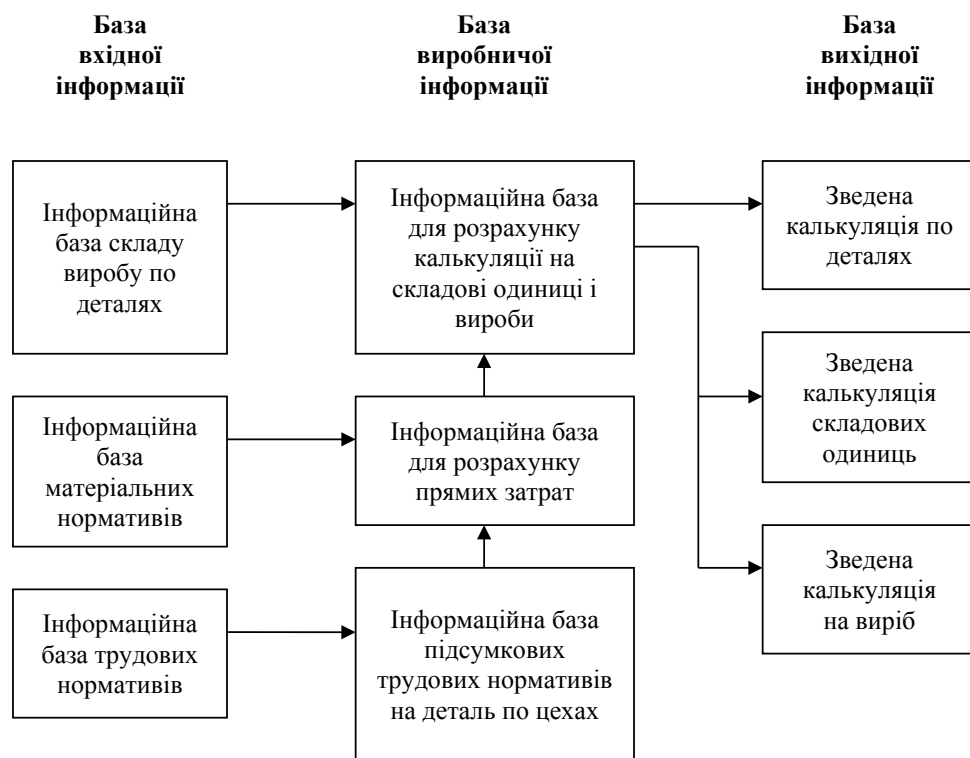 База
вхідної
інформації
База
виробничої
інформації
База
вихідної
інформації
Інформаційна
база складу
виробу по
деталях
Інформаційна база
для розрахунку
калькуляції на
складові одиниці і
вироби
Зведена
калькуляція по
деталях
Інформаційна
база
матеріальних
нормативів
Інформаційна база
для розрахунку
прямих затрат
Зведена
калькуляція
складових
одиниць
Інформаційна
база трудових
нормативів
Інформаційна база
підсумкових
трудових нормативів
на деталь по цехах
Зведена
калькуляція
на виріб